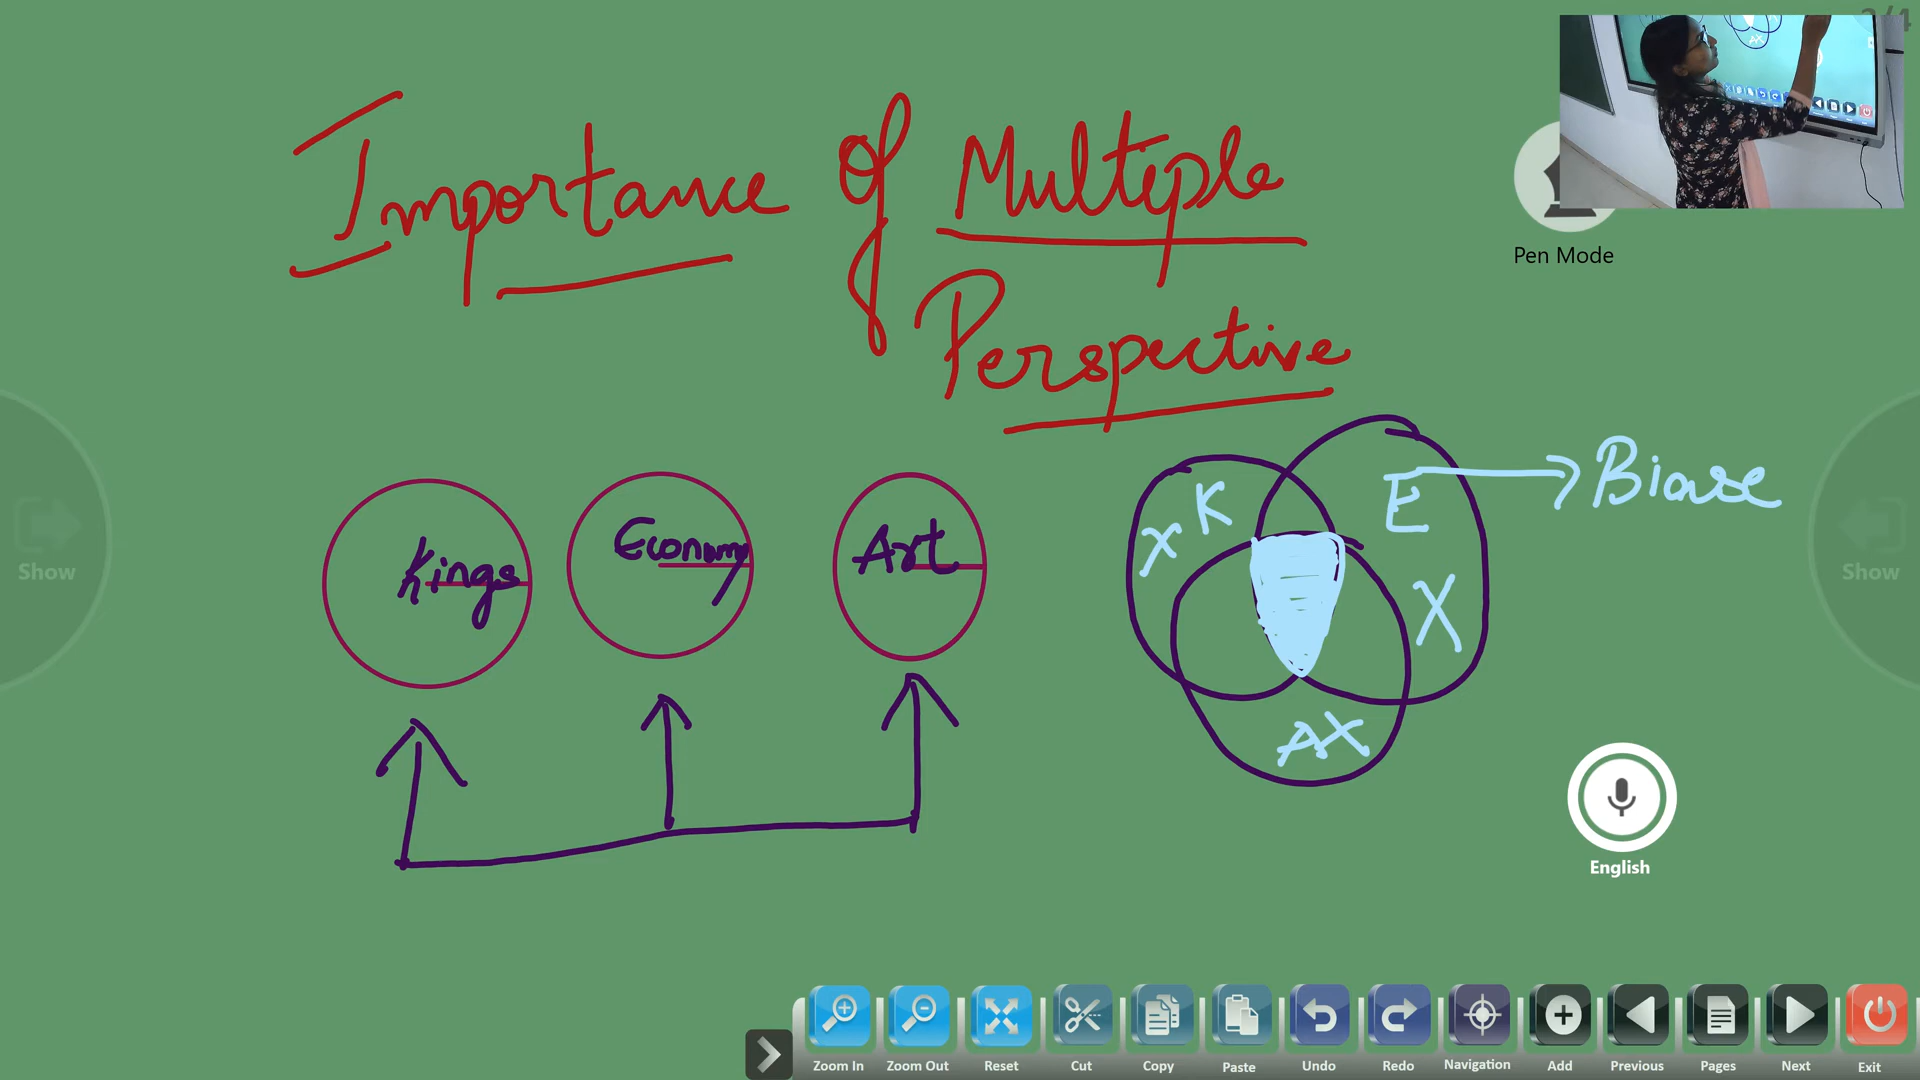 Importance of Multiple
Perspective
Pen Mode
Kings
Economy
Art
K
X
E
X
AX
Show
Show
English
Zoom In
Zoom Out
Reset
Cut
Copy
Paste
Undo
Redo
Navigation
Add
Previous
Pages
Next
Exit